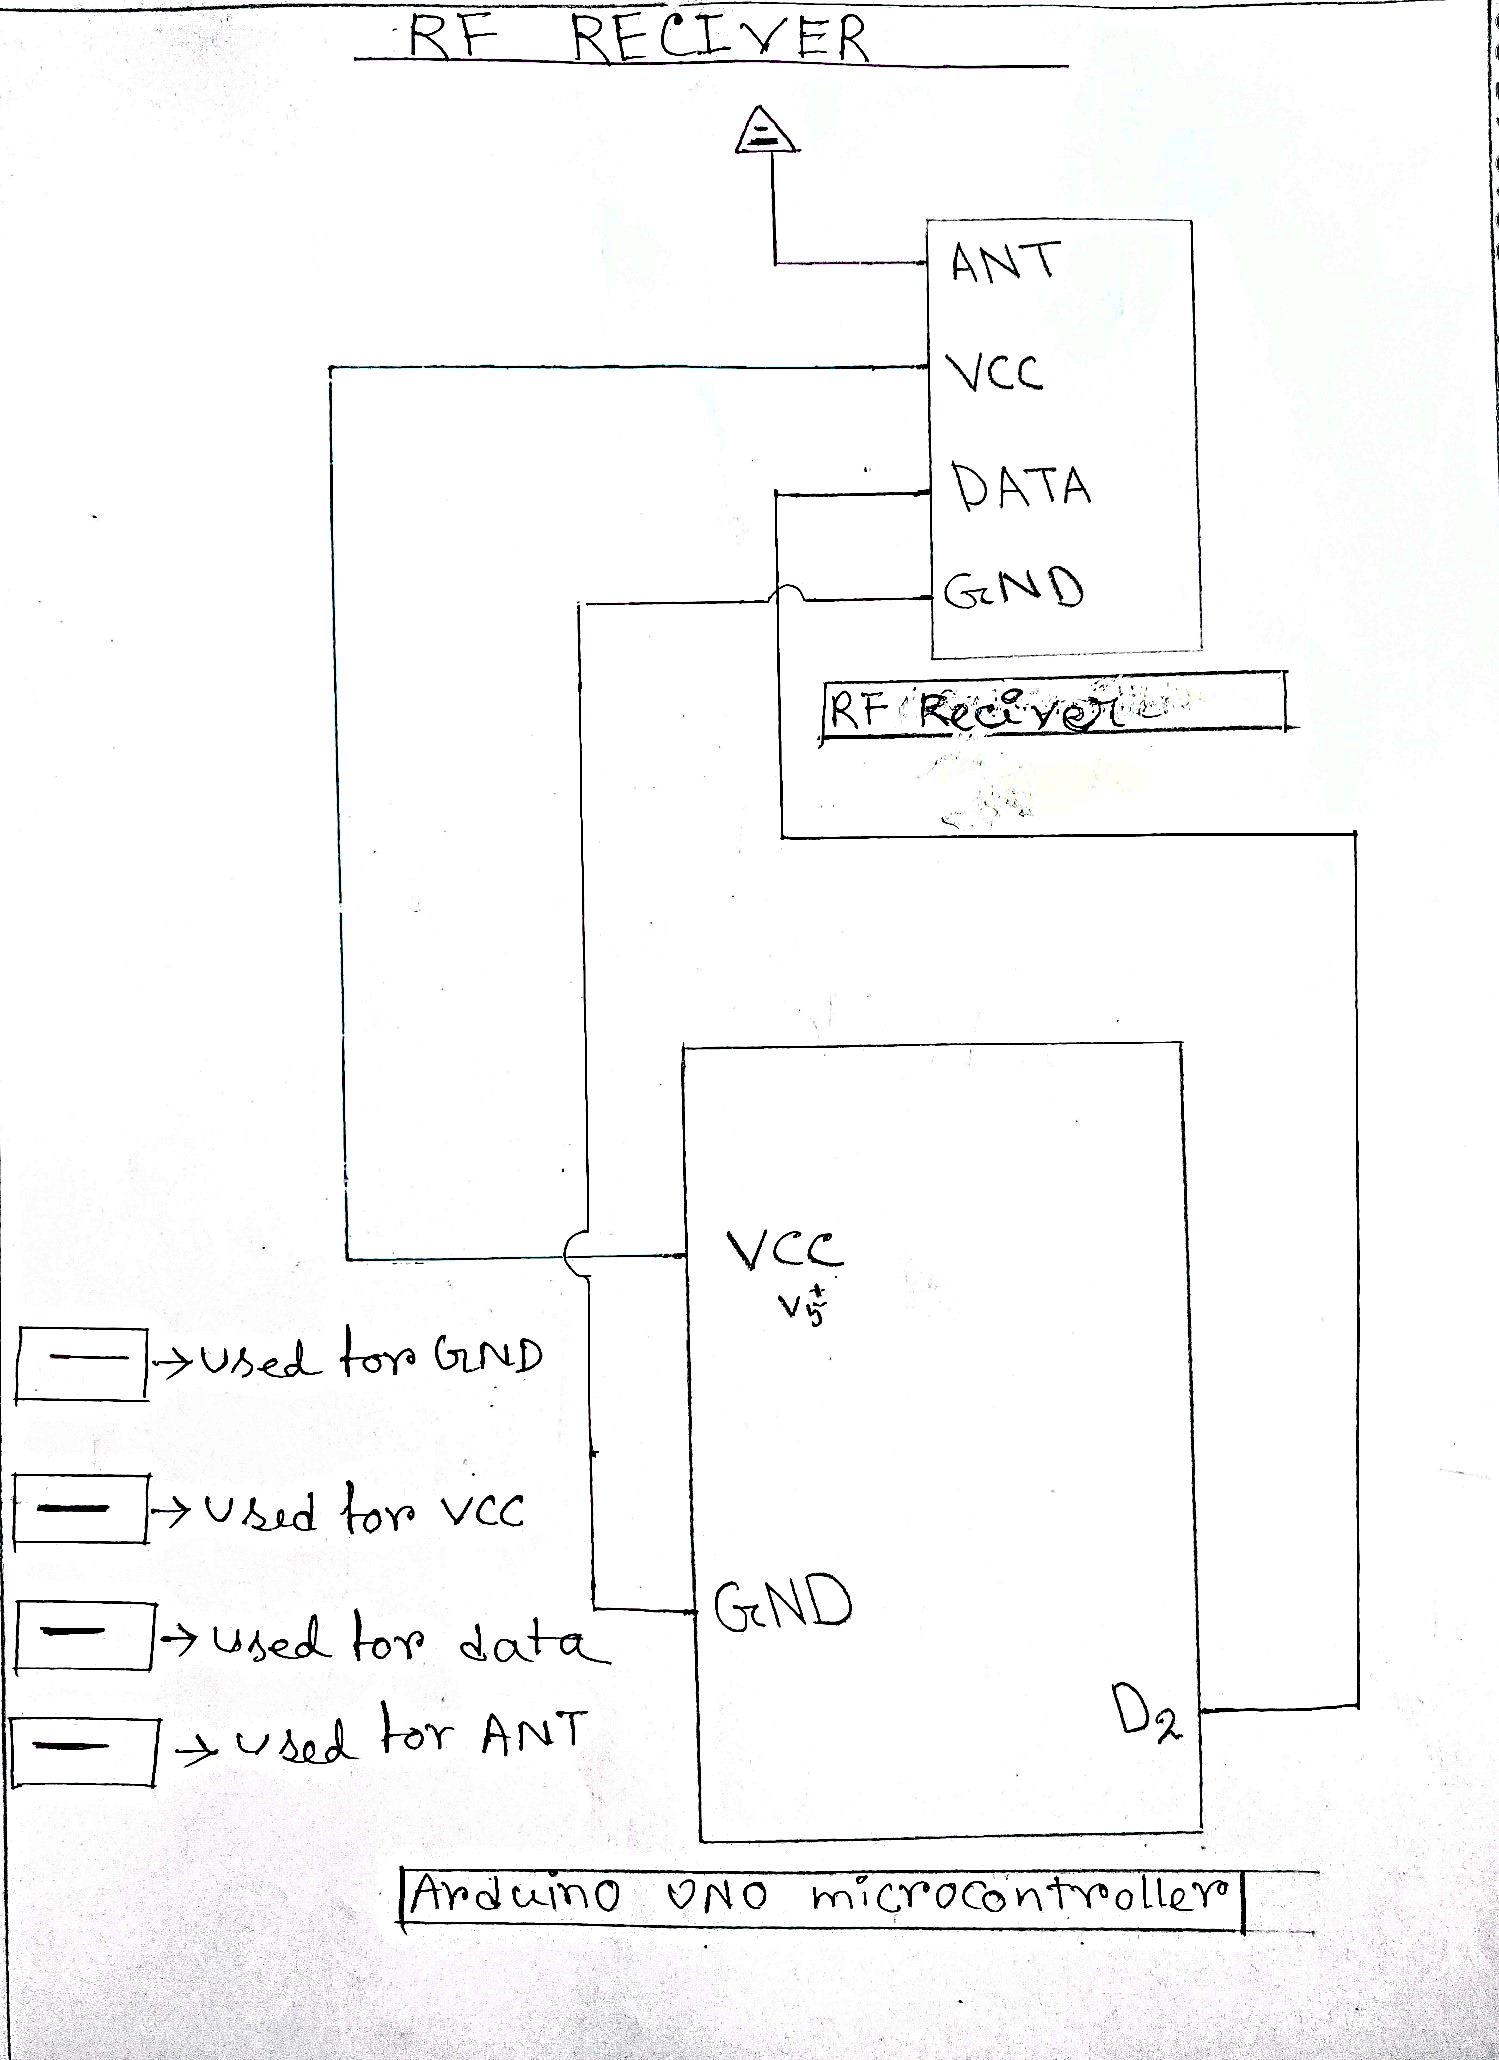 RF RECIVER
ANT
VCC
DATA
GND
RF Reciver
VCC
V5+
→ Used for GND
→ Used for VCC
GND
→ Used for data
D2
→ Used for ANT
Arduino UNO microcontroller